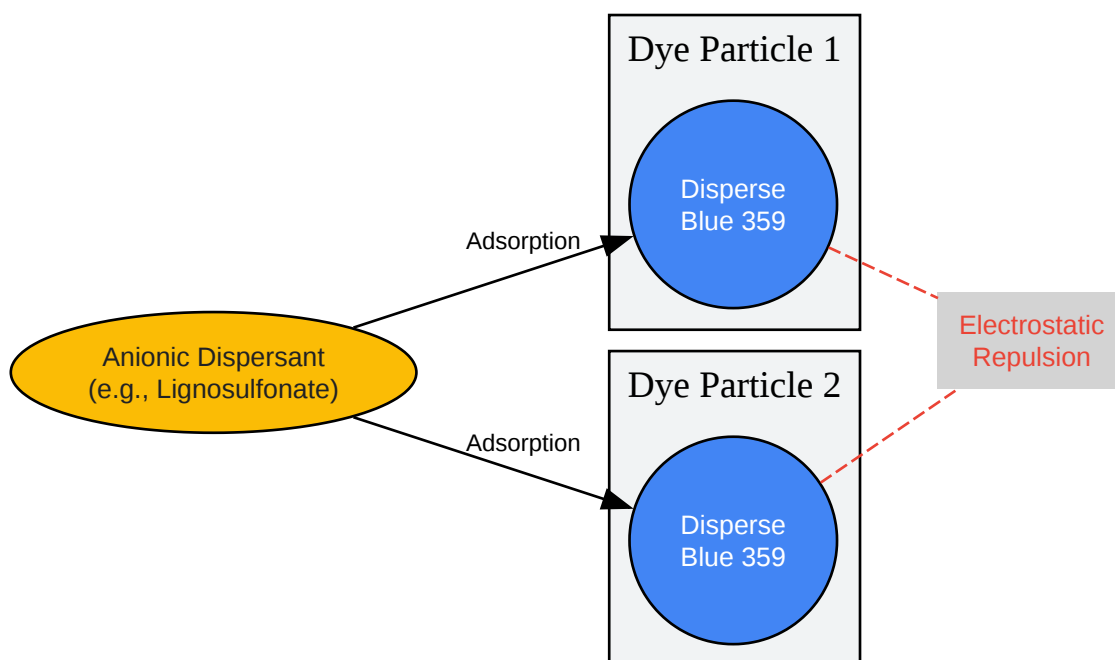 Dye Particle 1
Disperse
Blue 359
Adsorption
Anionic Dispersant
(e.g., Lignosulfonate)
Electrostatic
Repulsion
Dye Particle 2
Adsorption
Disperse
Blue 359